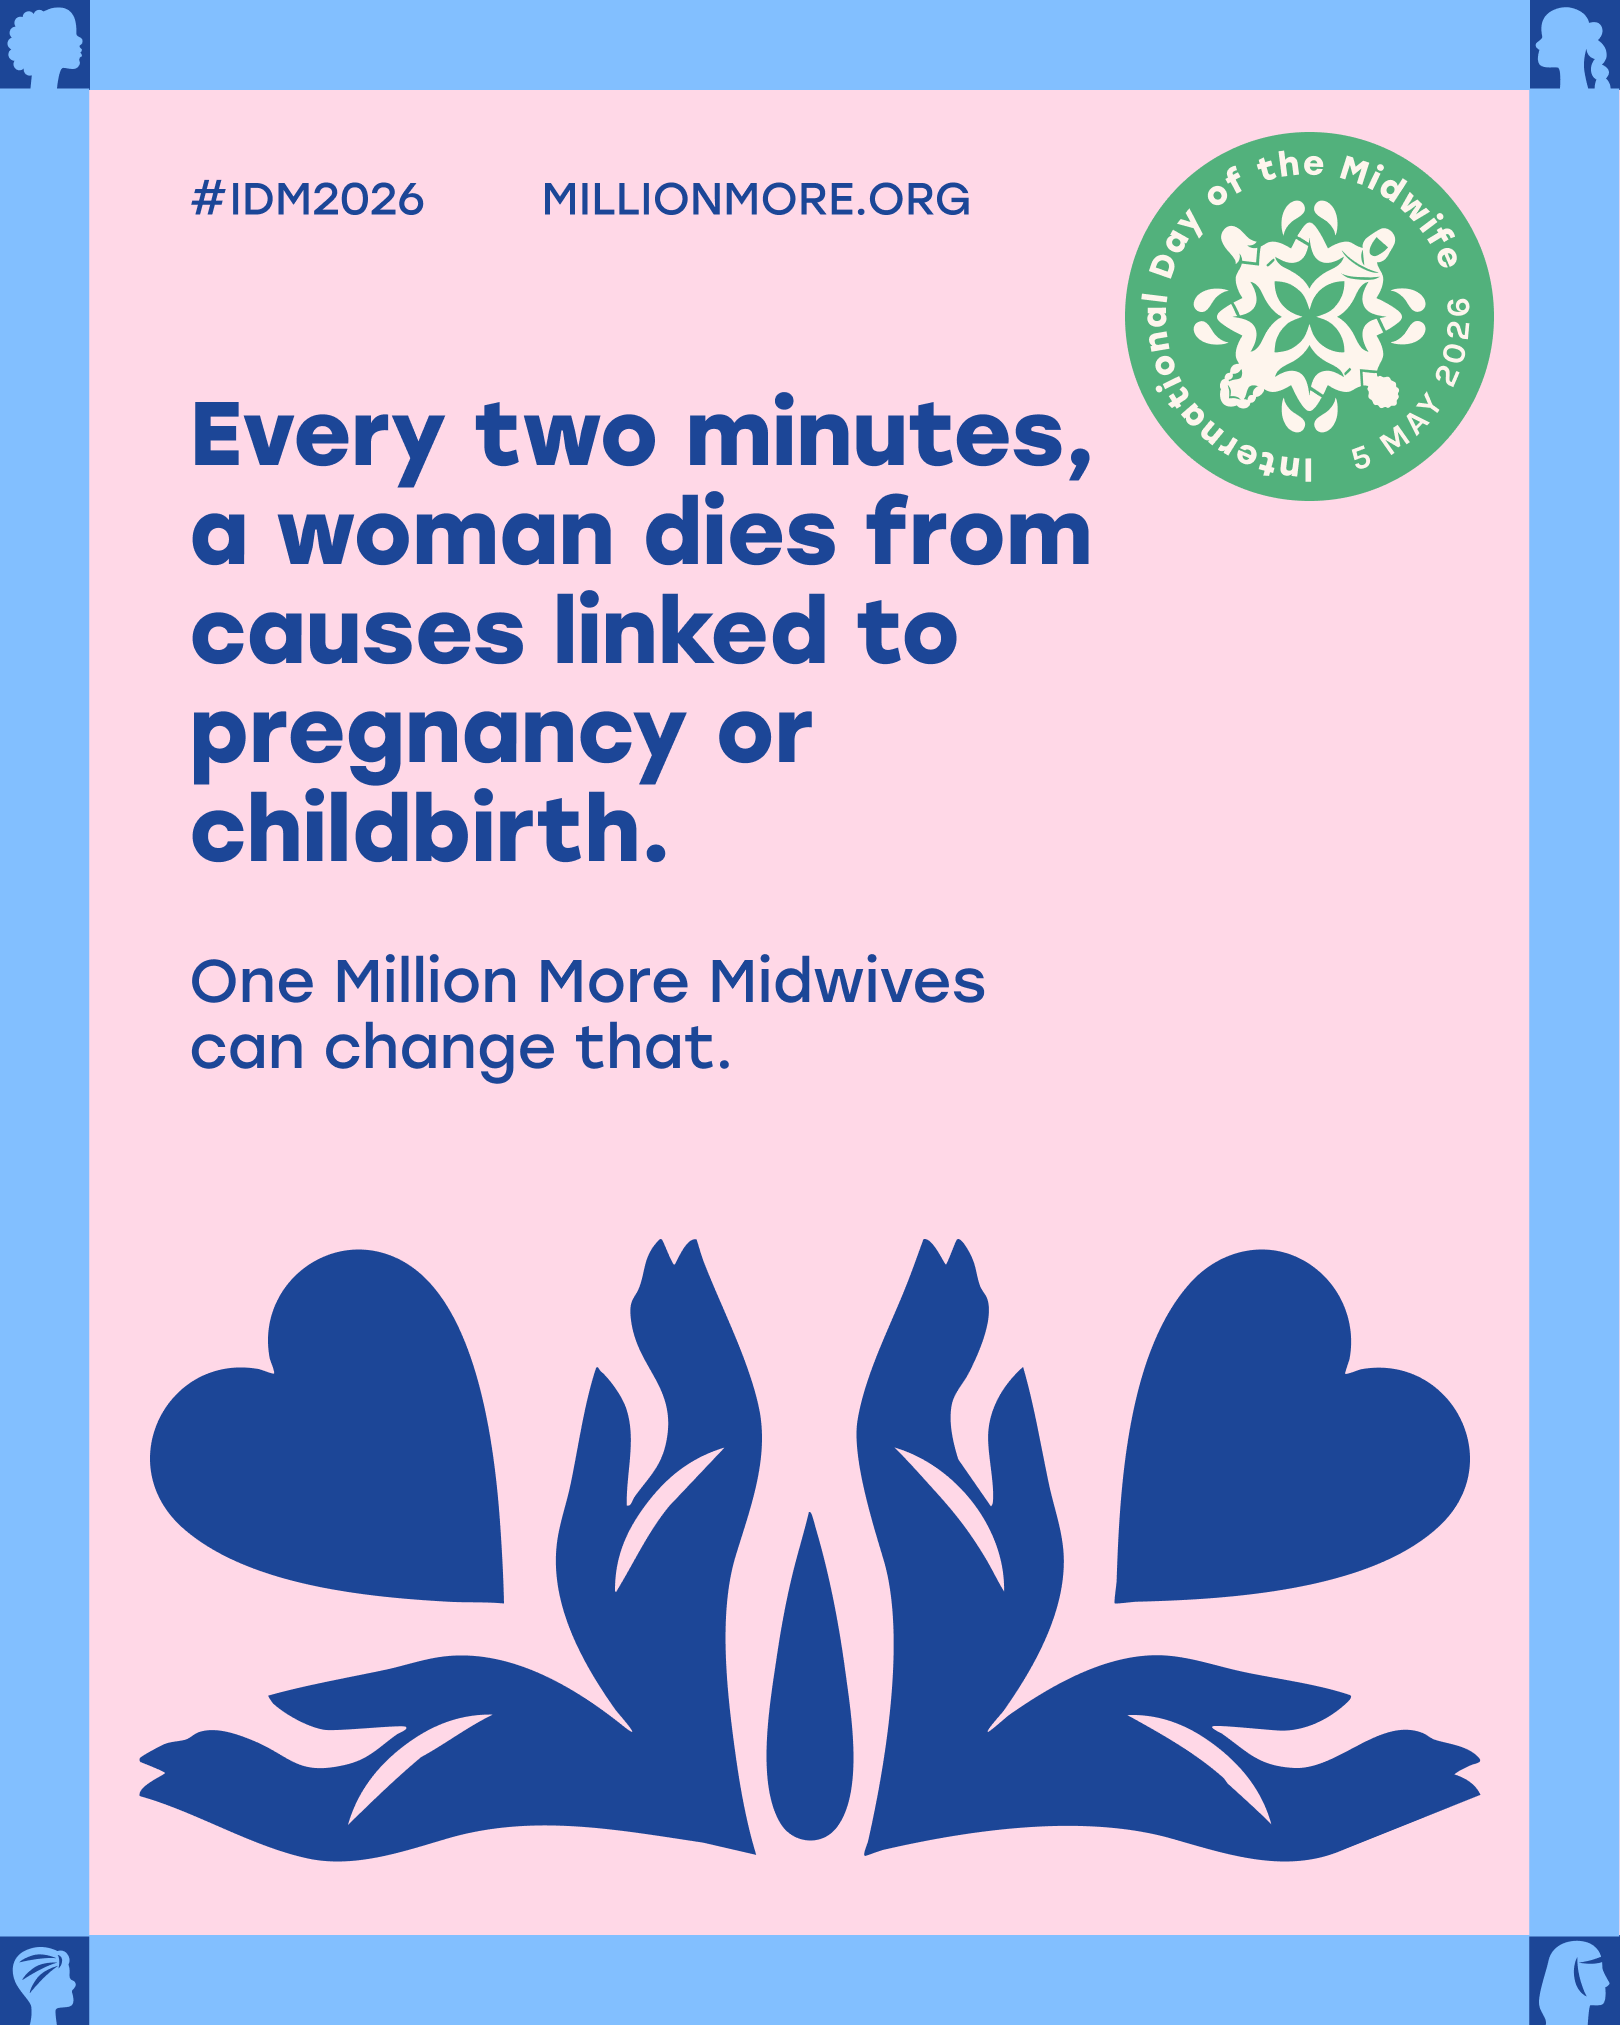 #IDM2026 MILLIONMORE.ORG
International Day of the Midwife
5 MAY 2026
Every two minutes,
a woman dies from
causes linked to
pregnancy or
childbirth.
One Million More Midwives
can change that.